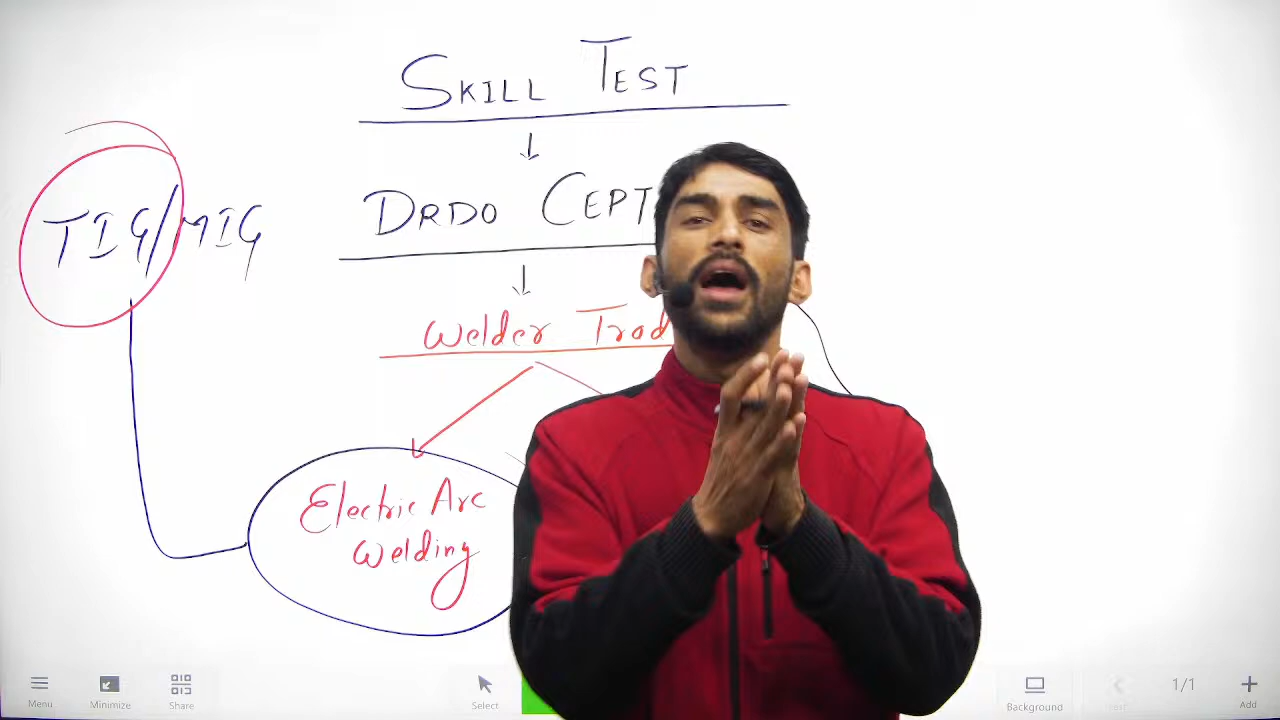 SKILL TEST
TIG/MIG
DRDO CEPT
Welder Trad
Electric Arc
Welding
Menu
Minimize
Share
Select
Background
1/1
Add